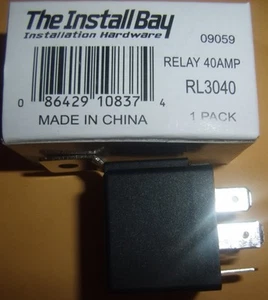 The Install Bay
Installation Hardware
09059
RELAY 40AMP
RL3040
0 86429 10837 4
MADE IN CHINA
1 PACK